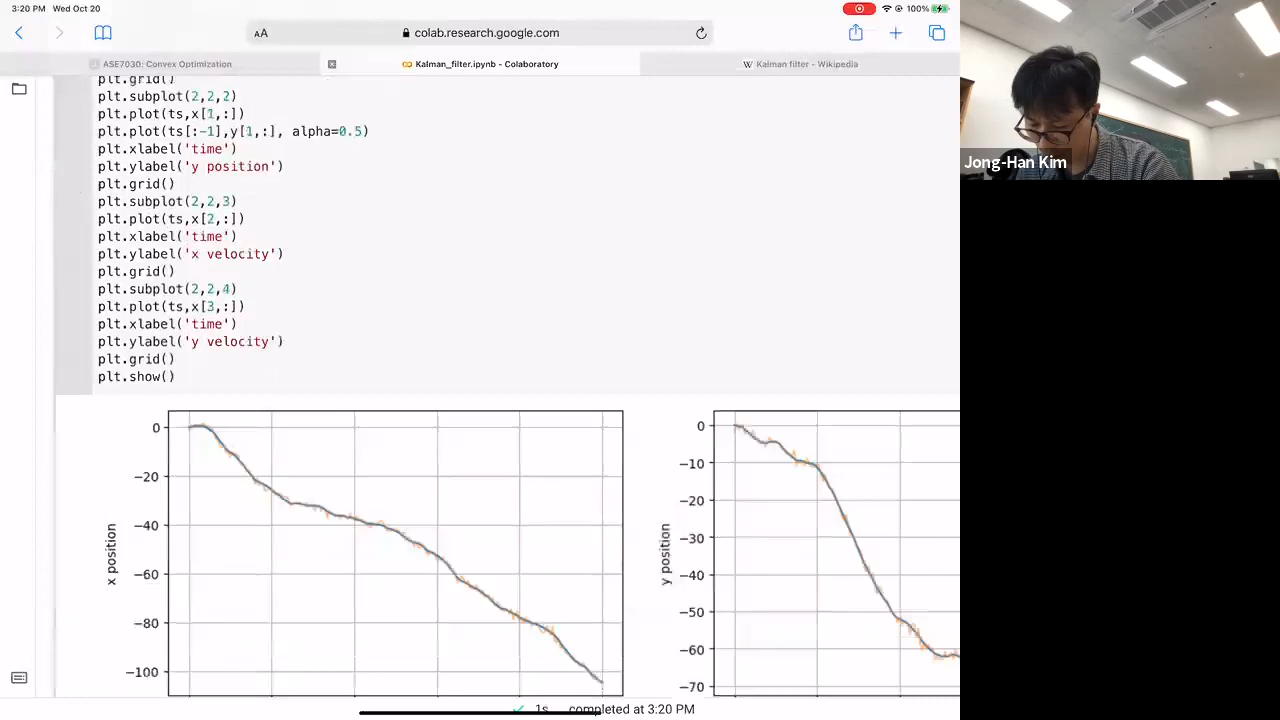 3:20 PM Wed Oct 20
100%
AA
colab.research.google.com
ASE7030: Convex Optimization
Kalman_filter.ipynb - Colaboratory
W Kalman filter - Wikipedia
plt.grid()
plt.subplot(2,2,2)
plt.plot(ts,x[1,:])
plt.plot(ts[:-1],y[1,:], alpha=0.5)
plt.xlabel('time')
plt.ylabel('y position')
plt.grid()
plt.subplot(2,2,3)
plt.plot(ts,x[2,:])
plt.xlabel('time')
plt.ylabel('x velocity')
plt.grid()
plt.subplot(2,2,4)
plt.plot(ts,x[3,:])
plt.xlabel('time')
plt.ylabel('y velocity')
plt.grid()
plt.show()
x position
0
−20
−40
−60
−80
−100
y position
0
−10
−20
−30
−40
−50
−60
−70
1s completed at 3:20 PM
Jong-Han Kim